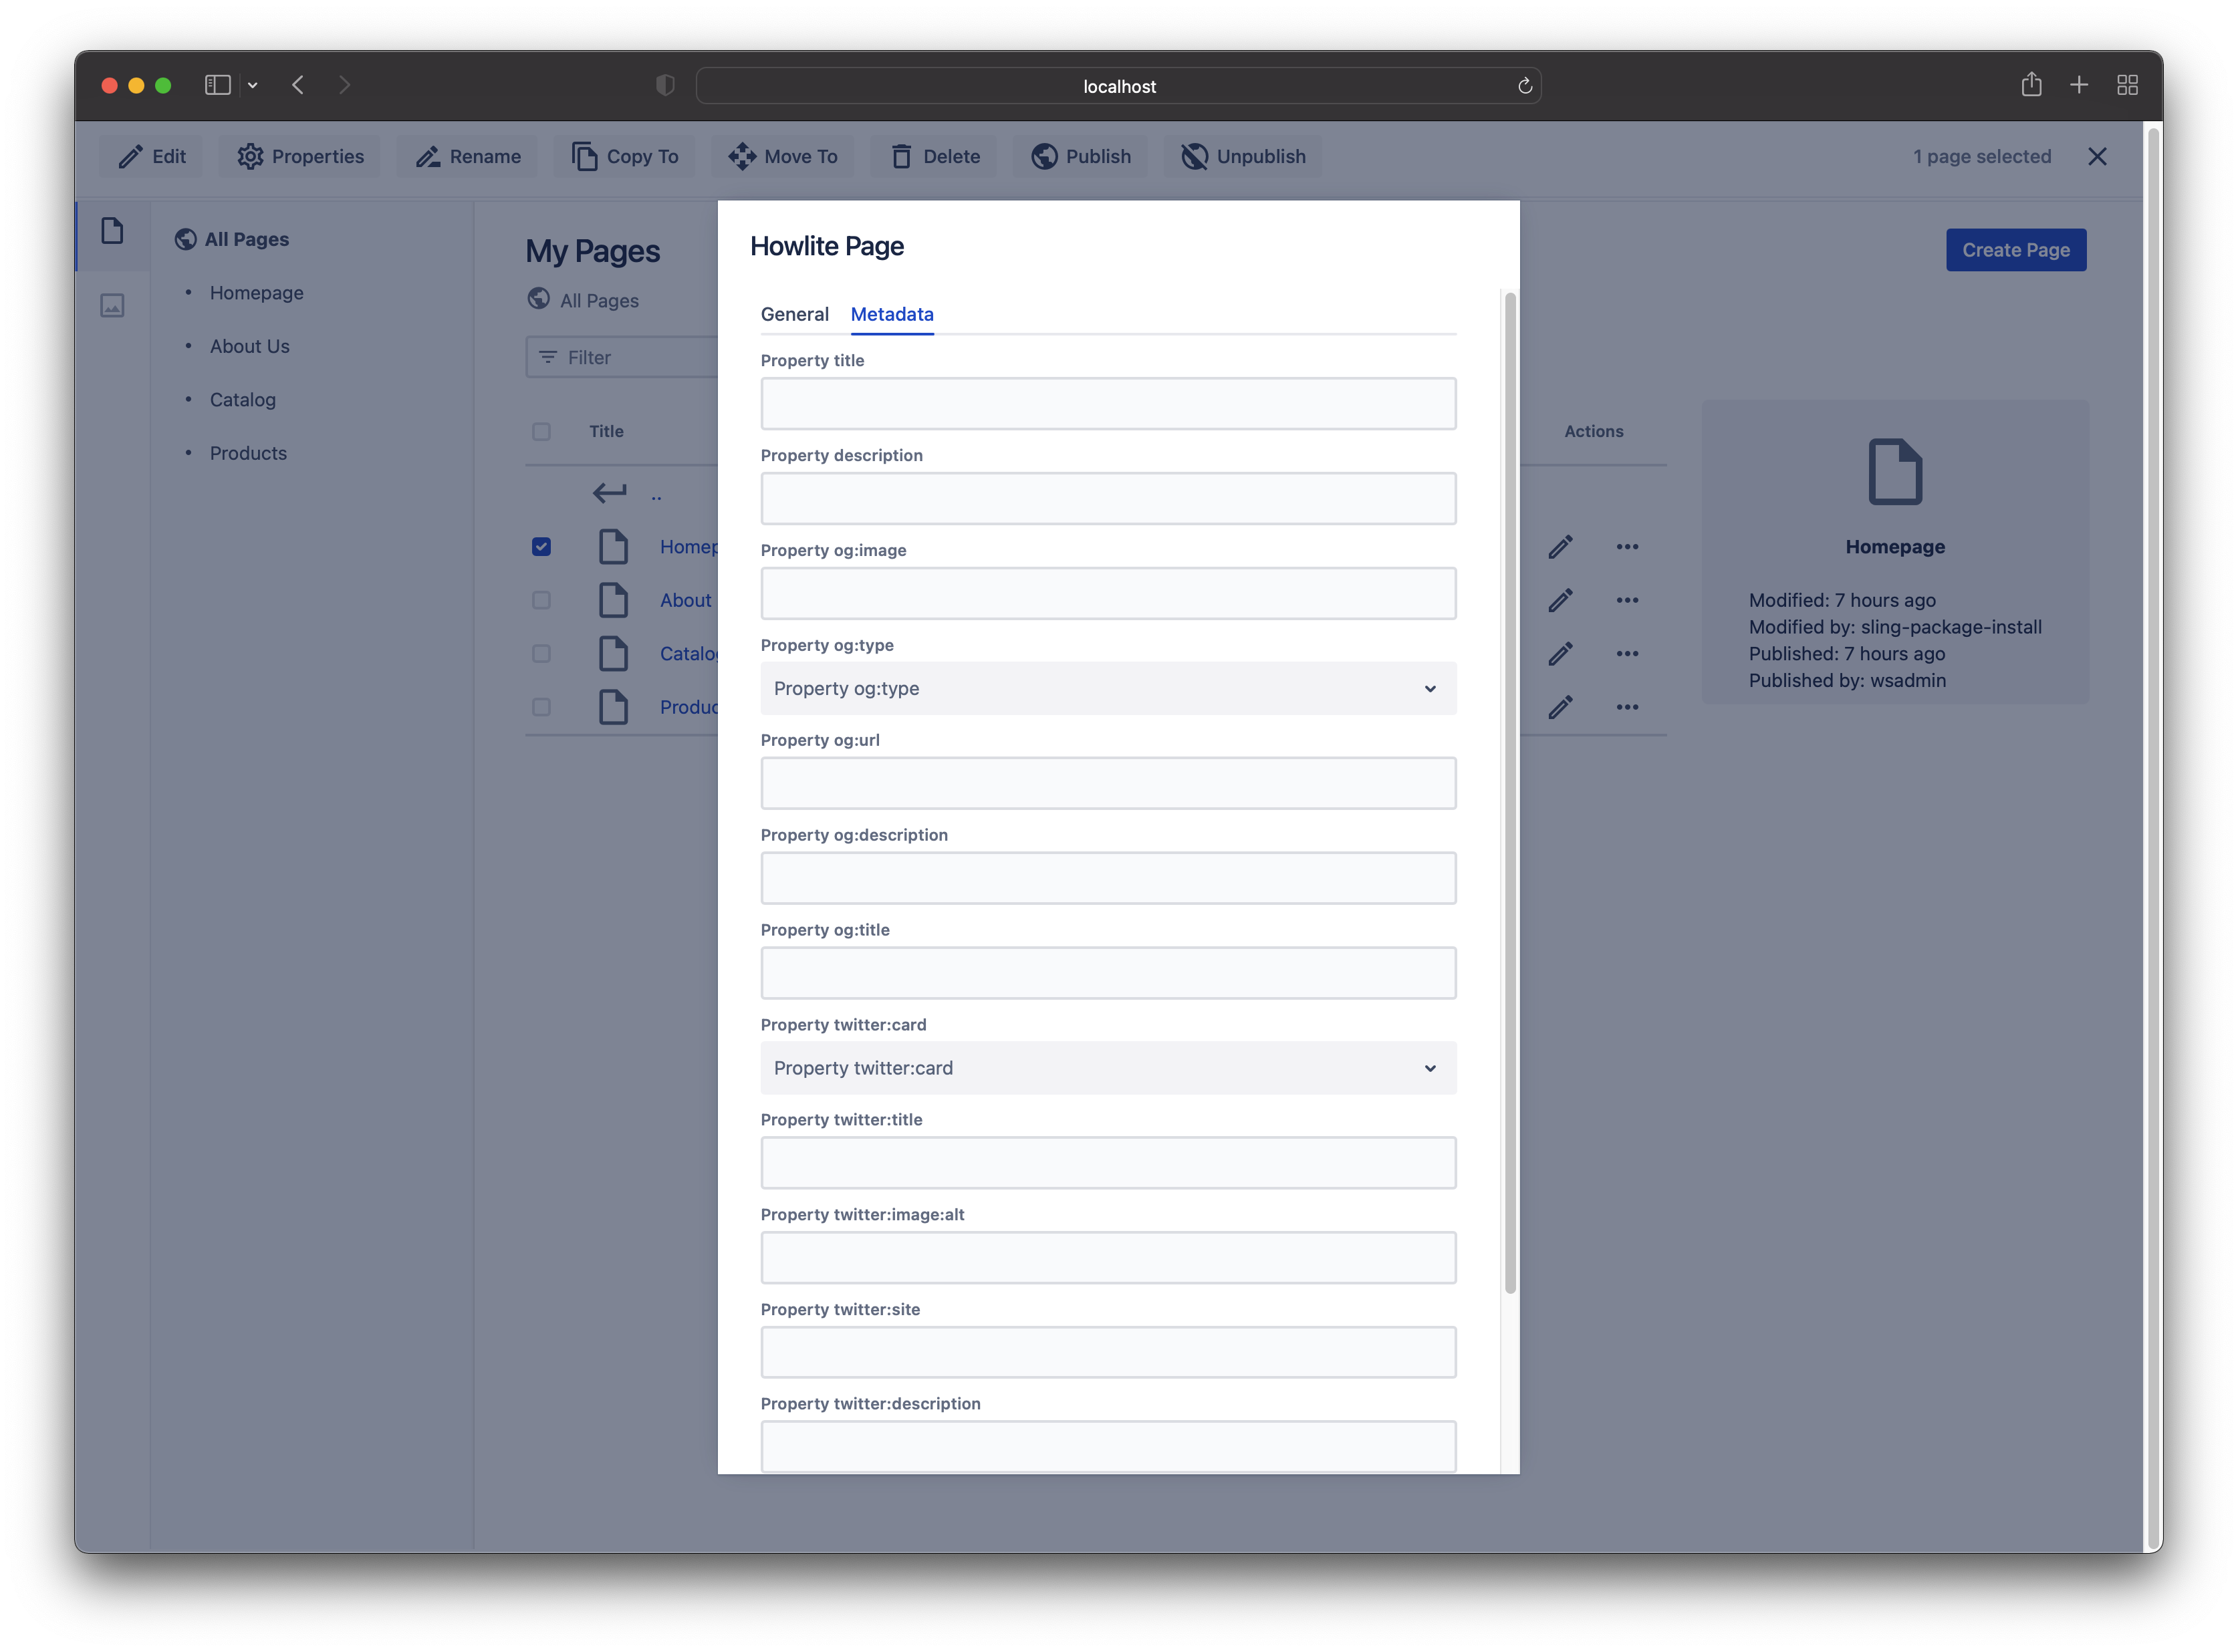 localhost
Edit Properties Rename Copy To Move To Delete Publish Unpublish 1 page selected
All Pages
Homepage
About Us
Catalog
Products
My Pages
All Pages
Create Page
Filter
Title
Actions
..
About
Howlite Page
General Metadata
Property title
Property description
Property og:image
Property og:type
Property og:type
Property og:url
Property og:description
Property og:title
Property twitter:card
Property twitter:card
Property twitter:title
Property twitter:image:alt
Property twitter:site
Property twitter:description
Homepage
Modified: 7 hours ago
Modified by: sling-package-install
Published: 7 hours ago
Published by: wsadmin